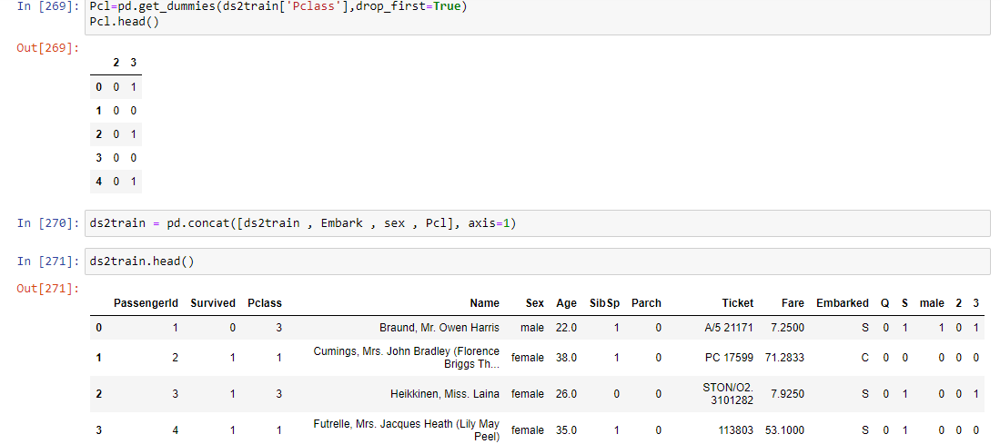 In [269]: Pcl=pd.get_dummies(ds2train['Pclass'],drop_first=True)
Pcl.head()
Out[269]:
2 3
0 0 1
1 0 0
2 0 1
3 0 0
4 0 1
In [270]: ds2train = pd.concat([ds2train , Embark , sex , Pcl], axis=1)
In [271]: ds2train.head()
Out[271]:
PassengerId Survived Pclass Name Sex Age SibSp Parch Ticket Fare Embarked Q S male 2 3
0 1 0 3 Braund, Mr. Owen Harris male 22.0 1 0 A/5 21171 7.2500 S 0 1 1 0 1
1 2 1 1 Cumings, Mrs. John Bradley (Florence
Briggs Th... female 38.0 1 0 PC 17599 71.2833 C 0 0 0 0 0
2 3 1 3 Heikkinen, Miss. Laina female 26.0 0 0 STON/O2.
3101282 7.9250 S 0 1 0 0 1
3 4 1 1 Futrelle, Mrs. Jacques Heath (Lily May
Peel) female 35.0 1 0 113803 53.1000 S 0 1 0 0 0